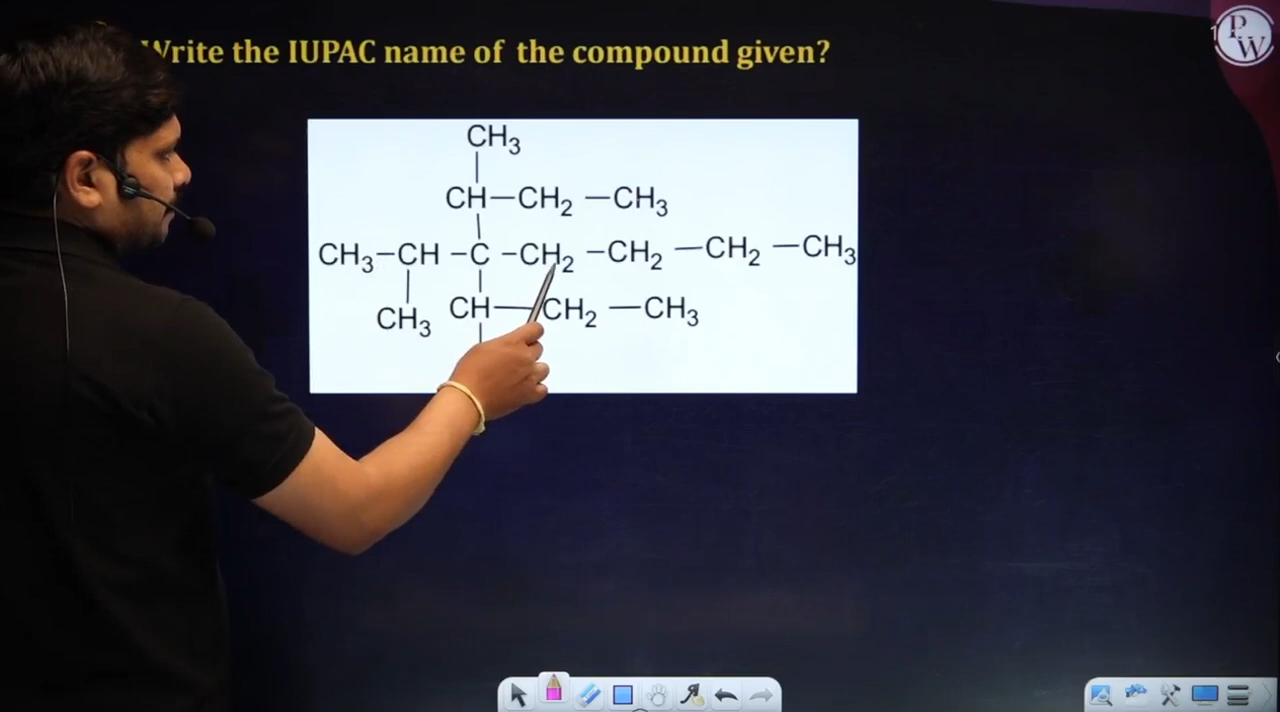 Write the IUPAC name of the compound given?
PW
CH3
CH—CH2 —CH3
CH3—CH –C –CH2 –CH2 —CH2 —CH3
CH3 CH—CH2 —CH3